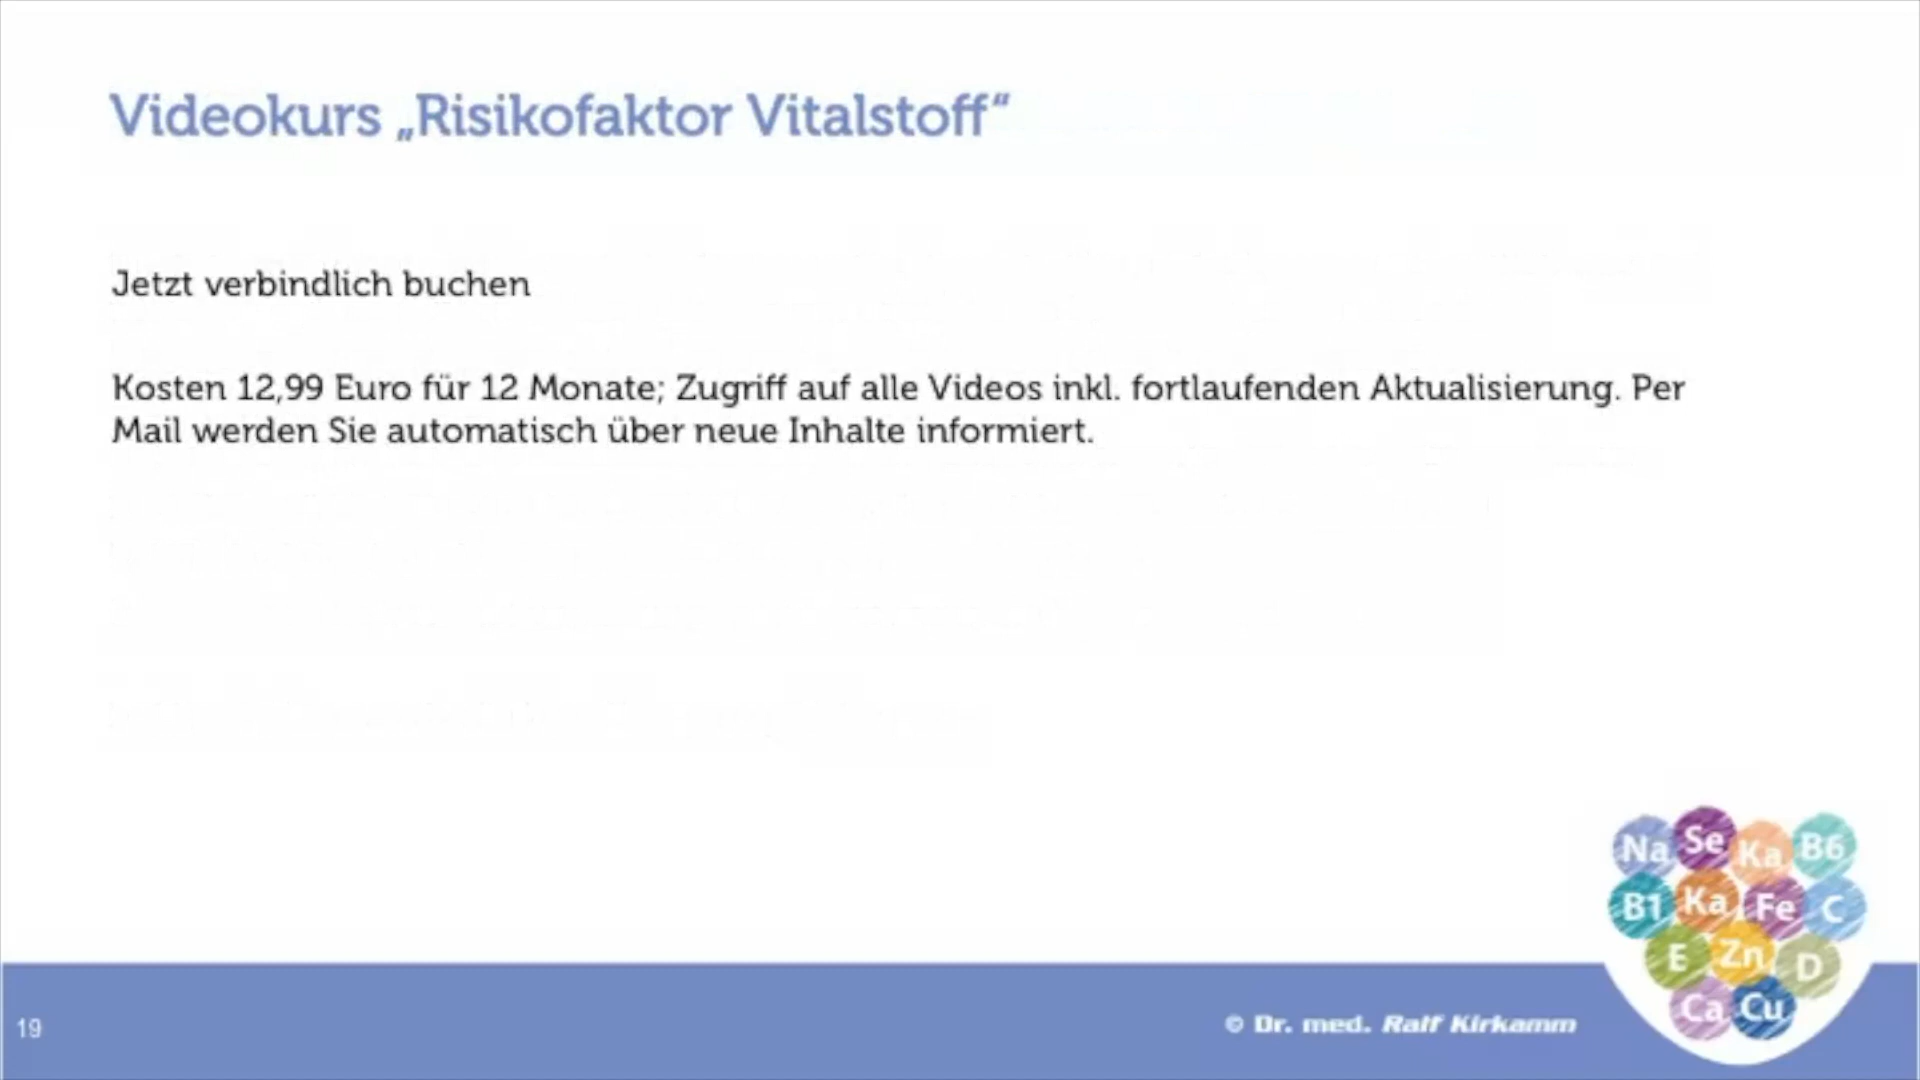 Videokurs „Risikofaktor Vitalstoff“
Jetzt verbindlich buchen
Kosten 12,99 Euro für 12 Monate; Zugriff auf alle Videos inkl. fortlaufenden Aktualisierung. Per
Mail werden Sie automatisch über neue Inhalte informiert.
Na Se Ka B6
B1 Ka Fe C
E Zn D
Ca Cu
19
© Dr. med. Ralf Kirkamm